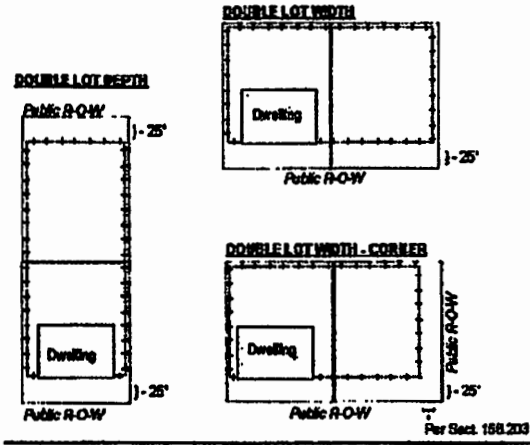 DOUBLE LOT WIDTH
Dwelling
}- 25'
Public R-O-W
DOUBLE LOT DEPTH
Public R-O-W
}- 25'
Dwelling
}- 25'
Public R-O-W
DOUBLE LOT WIDTH - CORNER
Dwelling
Public R-O-W
}- 25'
Public R-O-W
Per Sect. 156.203